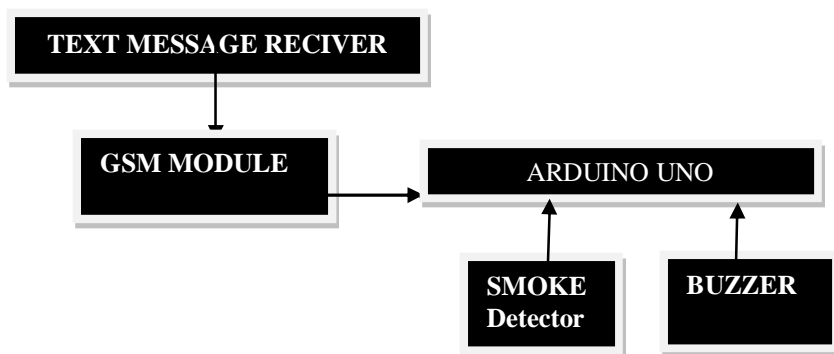 TEXT MESSAGE RECIVER
GSM MODULE
ARDUINO UNO
SMOKE
Detector
BUZZER